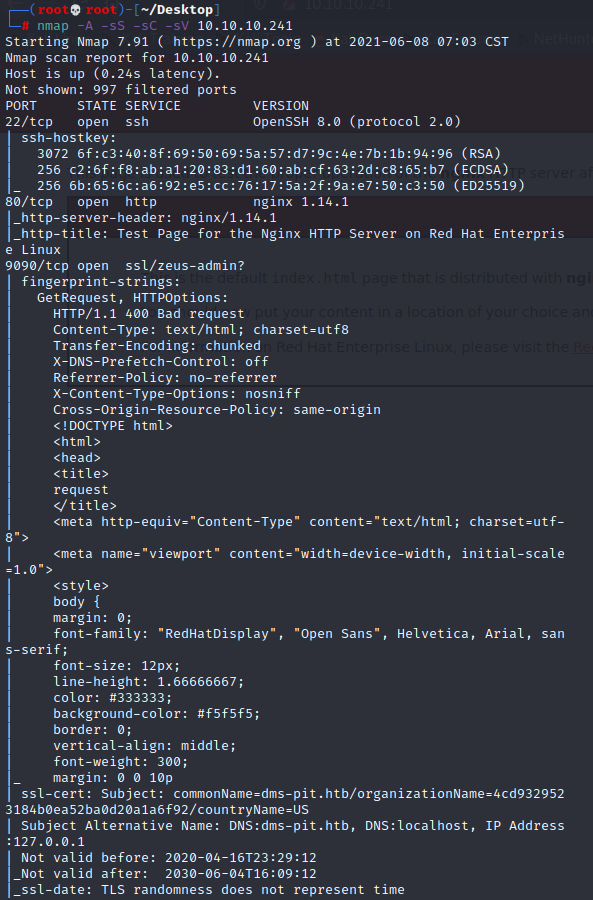 (root💀root)-[~/Desktop]
# nmap -A -sS -sC -sV 10.10.10.241
Starting Nmap 7.91 ( https://nmap.org ) at 2021-06-08 07:03 CST
Nmap scan report for 10.10.10.241
Host is up (0.24s latency).
Not shown: 997 filtered ports
PORT     STATE SERVICE         VERSION
22/tcp   open  ssh             OpenSSH 8.0 (protocol 2.0)
| ssh-hostkey:
|   3072 6f:c3:40:8f:69:50:69:5a:57:d7:9c:4e:7b:1b:94:96 (RSA)
|   256 c2:6f:f8:ab:a1:20:83:d1:60:ab:cf:63:2d:c8:65:b7 (ECDSA)
|_  256 6b:65:6c:a6:92:e5:cc:76:17:5a:2f:9a:e7:50:c3:50 (ED25519)
80/tcp   open  http            nginx 1.14.1
|_http-server-header: nginx/1.14.1
|_http-title: Test Page for the Nginx HTTP Server on Red Hat Enterpris
e Linux
9090/tcp open  ssl/zeus-admin?
| fingerprint-strings:
|   GetRequest, HTTPOptions:
|     HTTP/1.1 400 Bad request
|     Content-Type: text/html; charset=utf8
|     Transfer-Encoding: chunked
|     X-DNS-Prefetch-Control: off
|     Referrer-Policy: no-referrer
|     X-Content-Type-Options: nosniff
|     Cross-Origin-Resource-Policy: same-origin
|     <!DOCTYPE html>
|     <html>
|     <head>
|     <title>
|     request
|     </title>
|     <meta http-equiv="Content-Type" content="text/html; charset=utf-
8">
|     <meta name="viewport" content="width=device-width, initial-scale
=1.0">
|     <style>
|     body {
|     margin: 0;
|     font-family: "RedHatDisplay", "Open Sans", Helvetica, Arial, san
s-serif;
|     font-size: 12px;
|     line-height: 1.66666667;
|     color: #333333;
|     background-color: #f5f5f5;
|     border: 0;
|     vertical-align: middle;
|     font-weight: 300;
|_    margin: 0 0 10p
| ssl-cert: Subject: commonName=dms-pit.htb/organizationName=4cd932952
3184b0ea52ba0d20a1a6f92/countryName=US
| Subject Alternative Name: DNS:dms-pit.htb, DNS:localhost, IP Address
:127.0.0.1
| Not valid before: 2020-04-16T23:29:12
|_Not valid after:  2030-06-04T16:09:12
|_ssl-date: TLS randomness does not represent time